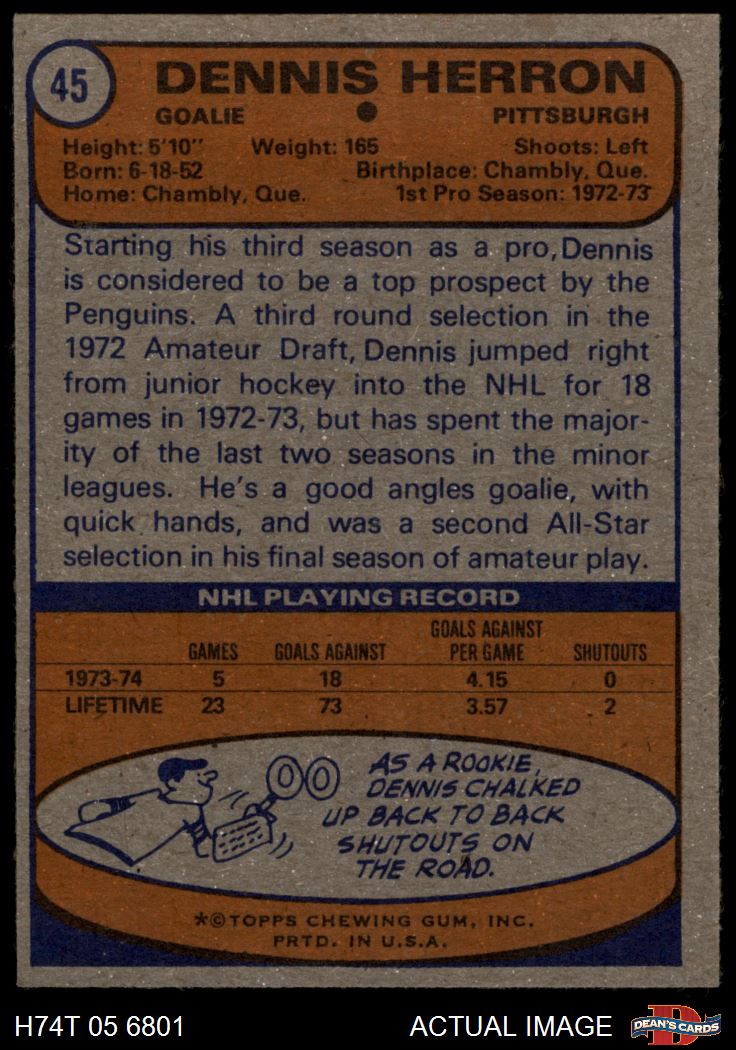 45
DENNIS HERRON
GOALIE ● PITTSBURGH
Height: 5'10" Weight: 165 Shoots: Left
Born: 6-18-52 Birthplace: Chambly, Que.
Home: Chambly, Que. 1st Pro Season: 1972-73
Starting his third season as a pro, Dennis
is considered to be a top prospect by the
Penguins. A third round selection in the
1972 Amateur Draft, Dennis jumped right
from junior hockey into the NHL for 18
games in 1972-73, but has spent the major-
ity of the last two seasons in the minor
leagues. He's a good angles goalie, with
quick hands, and was a second All-Star
selection in his final season of amateur play.
NHL PLAYING RECORD
GAMES GOALS AGAINST GOALS AGAINST PER GAME SHUTOUTS
1973-74 5 18 4.15 0
LIFETIME 23 73 3.57 2
00
AS A ROOKIE,
DENNIS CHALKED
UP BACK TO BACK
SHUTOUTS ON
THE ROAD.
*©TOPPS CHEWING GUM, INC.
PRTD. IN U.S.A.
H74T 05 6801 ACTUAL IMAGE
D
DEAN'S CARDS